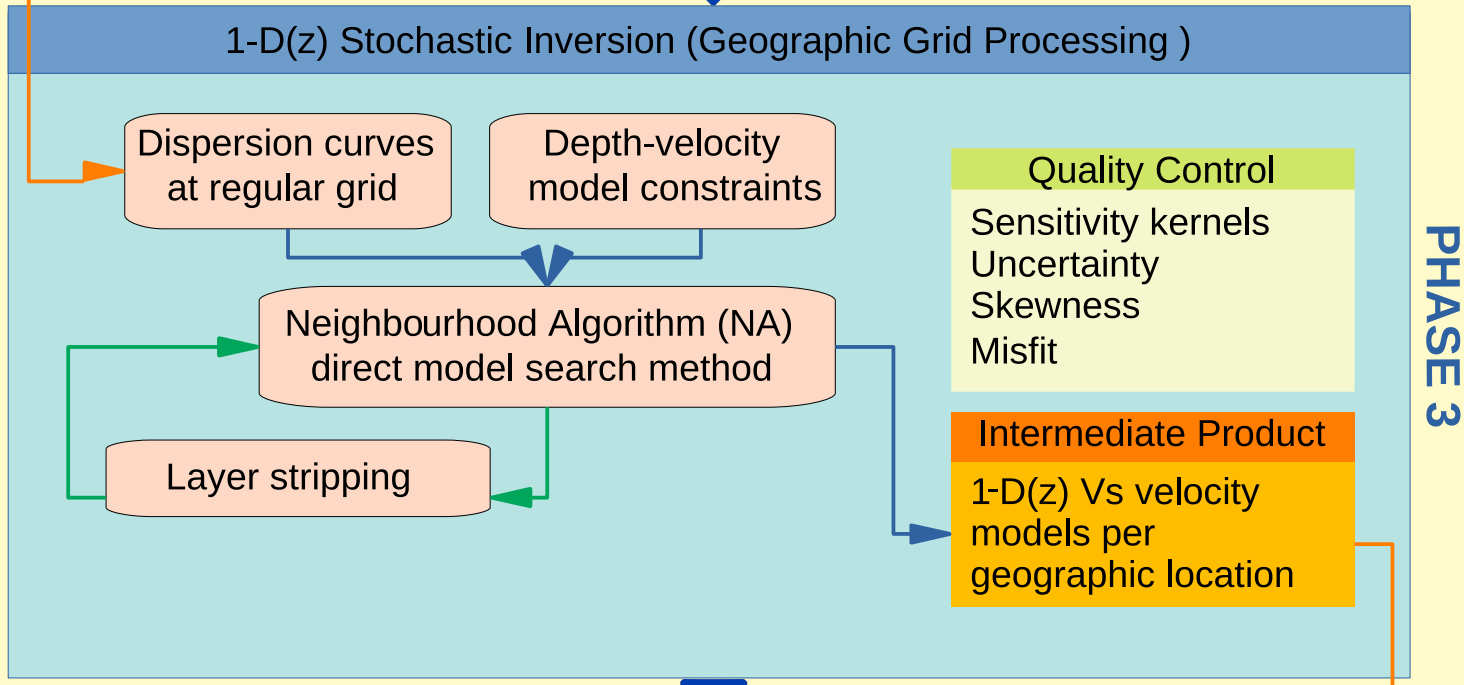 1-D(z) Stochastic Inversion (Geographic Grid Processing )
Dispersion curves
at regular grid
Depth-velocity
model constraints
Neighbourhood Algorithm (NA)
direct model search method
Layer stripping
Quality Control
Sensitivity kernels
Uncertainty
Skewness
Misfit
Intermediate Product
1-D(z) Vs velocity
models per
geographic location
PHASE 3